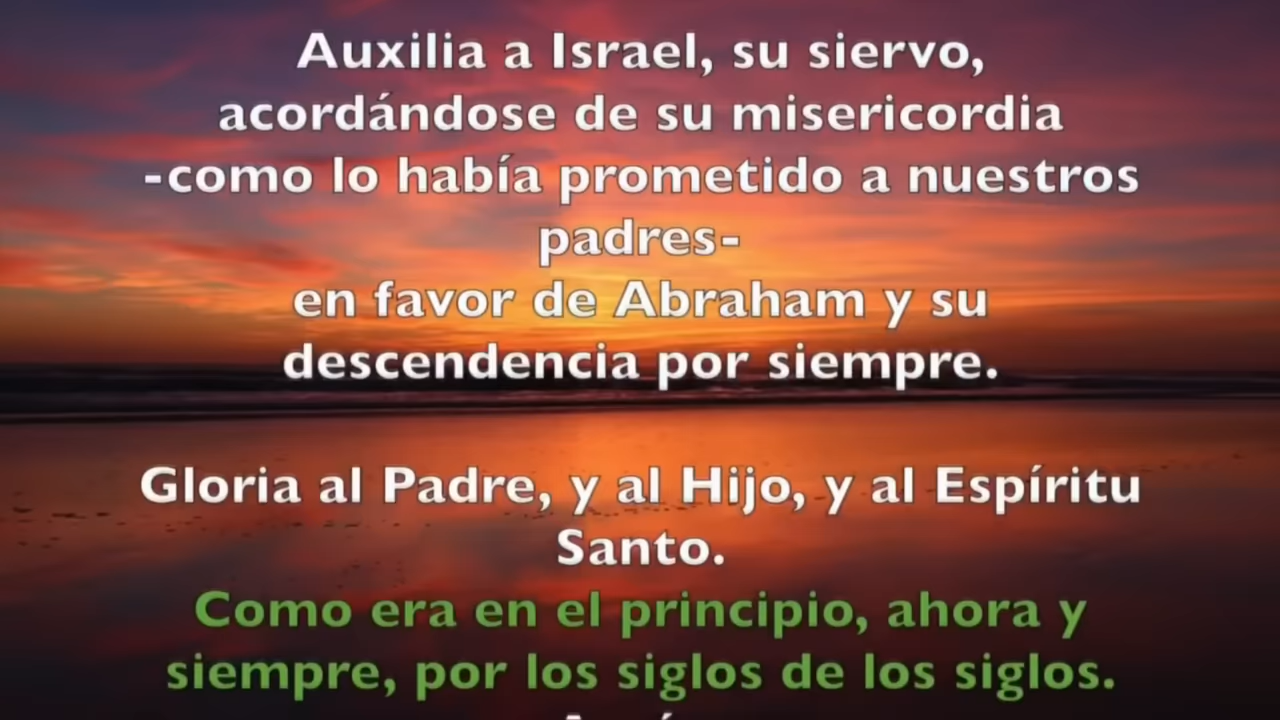 Auxilia a Israel, su siervo,
acordándose de su misericordia
-como lo había prometido a nuestros
padres-
en favor de Abraham y su
descendencia por siempre.
Gloria al Padre, y al Hijo, y al Espíritu
Santo.
Como era en el principio, ahora y
siempre, por los siglos de los siglos.